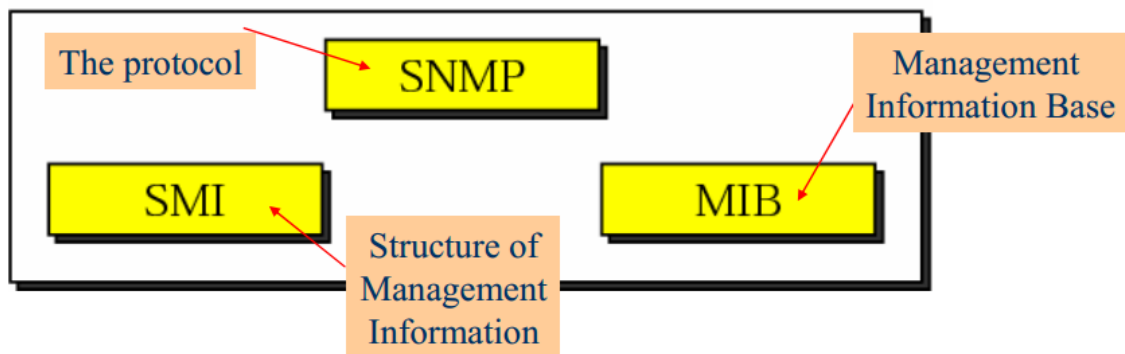 The protocol
SNMP
Management
Information Base
SMI
MIB
Structure of
Management
Information